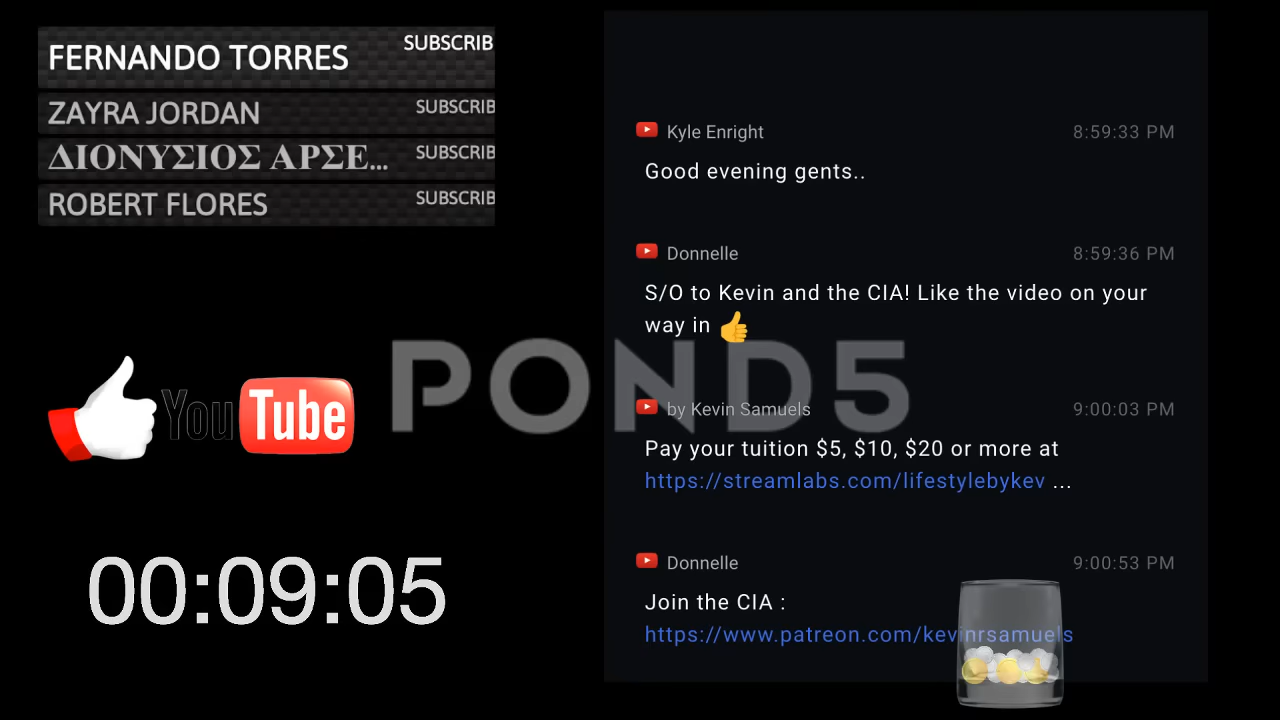 FERNANDO TORRES SUBSCRIB
ZAYRA JORDAN SUBSCRIB
ΔΙΟΝΥΣΙΟΣ ΑΡΣΕ... SUBSCRIB
ROBERT FLORES SUBSCRIB
YouTube
00:09:05
Kyle Enright 8:59:33 PM
Good evening gents..
Donnelle 8:59:36 PM
S/O to Kevin and the CIA! Like the video on your
way in 👍
by Kevin Samuels 9:00:03 PM
Pay your tuition $5, $10, $20 or more at
https://streamlabs.com/lifestylebykev ...
Donnelle 9:00:53 PM
Join the CIA :
https://www.patreon.com/kevinrsamuels
POND5